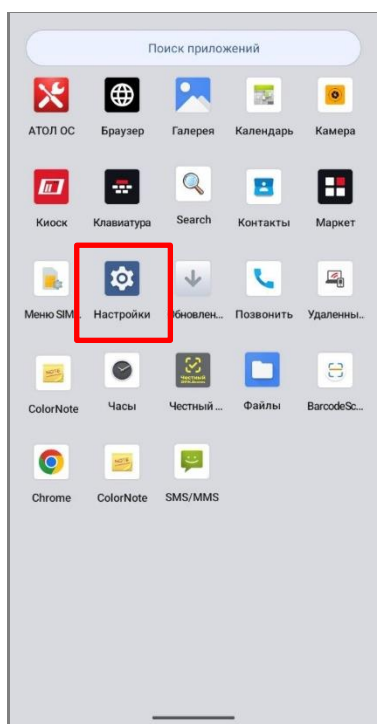 Поиск приложений
АТОЛ ОС Браузер Галерея Календарь Камера
Киоск Клавиатура Search Контакты Маркет
Меню SIM... Настройки Обновлен... Позвонить Удаленны...
ColorNote Часы Честный ... Файлы BarcodeSc...
Chrome ColorNote SMS/MMS